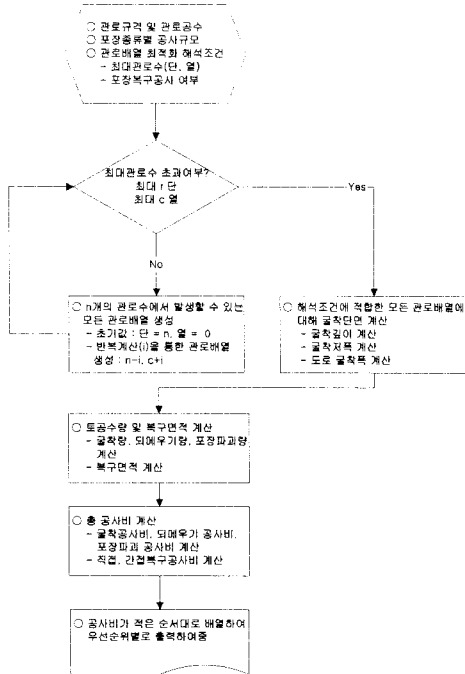 ○ 관로규격 및 관로공수
○ 포장종류별 공사규모
○ 관로배열 최적화 해석조건
- 최대관로수(단, 열)
- 포장복구공사 여부
최대관로수 초과여부?
최대 r 단
최대 c 열
Yes
No
○ n개의 관로수에서 발생할 수 있는
모든 관로배열 생성
- 초기값 : 단 = n, 열 = 0
- 반복계산(i)을 통한 관로배열
생성 : n-i, c+i
○ 해석조건에 적합한 모든 관로배열에
대해 굴착단면 계산
- 굴착깊이 계산
- 굴착저폭 계산
- 도로 굴착폭 계산
○ 토공수량 및 복구면적 계산
- 굴착량, 되메우기량, 포장파괴량
계산
- 복구면적 계산
○ 총 공사비 계산
- 굴착공사비, 되메우기 공사비,
포장파괴 공사비 계산
- 직접, 간접복구공사비 계산
○ 공사비가 적은 순서대로 배열하여
우선순위별로 출력하여줌